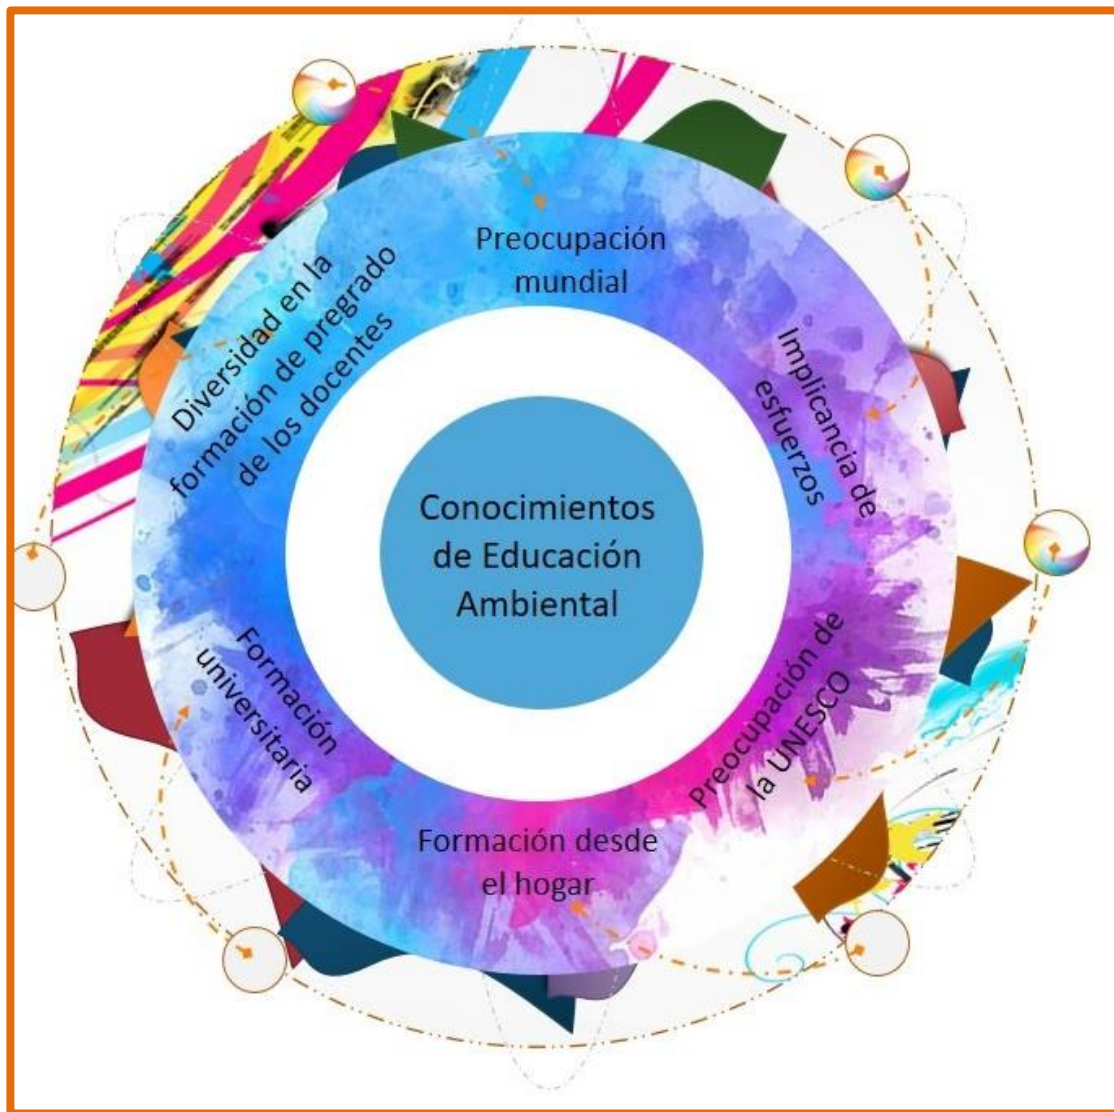 Preocupación
mundial
Implicancia de
esfuerzos
Preocupación de
la UNESCO
Formación desde
el hogar
Formación
universitaria
Diversidad en la
formación de pregrado
de los docentes
Conocimientos
de Educación
Ambiental